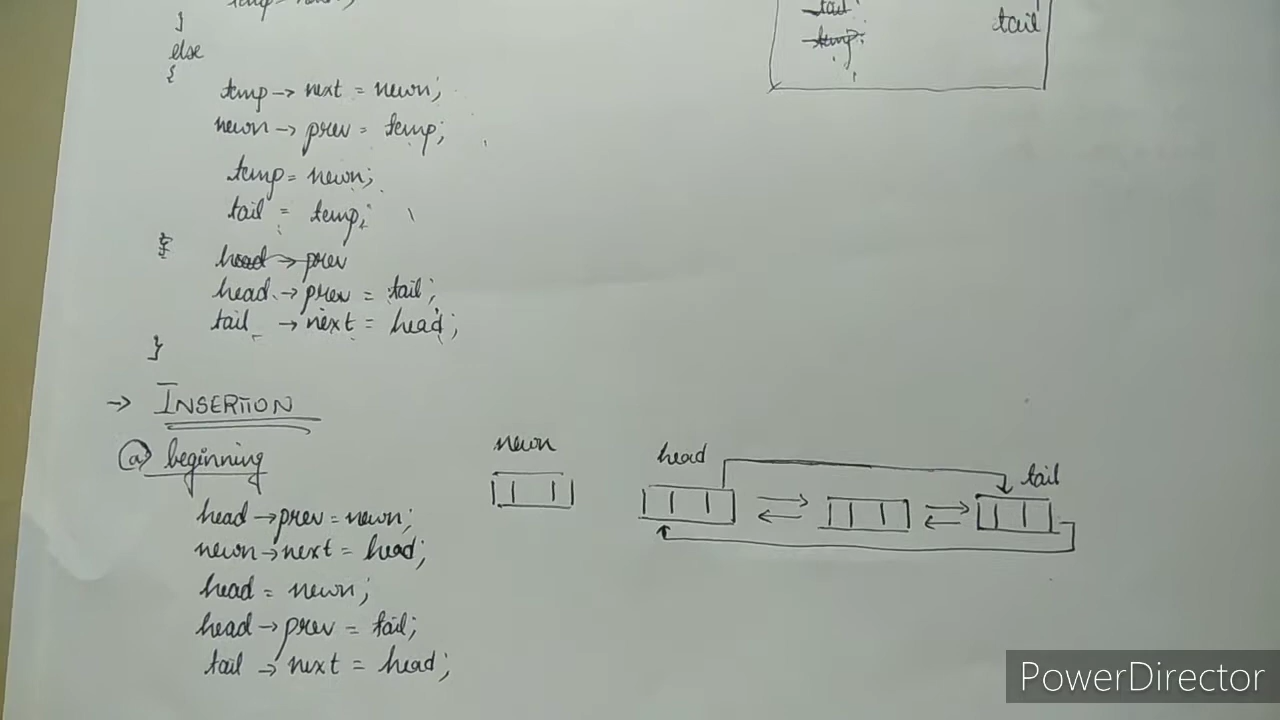 }
tail
tail
temp;
else
{
temp → next = newn;
newn → prev = temp;
temp = newn;
tail = temp;
}
head → prev
head → prev = tail;
tail → next = head;
}
→ INSERTION
(a) beginning
newn
head
tail
head → prev = newn;
newn → next = head;
head = newn;
head → prev = tail;
tail → next = head;
PowerDirector